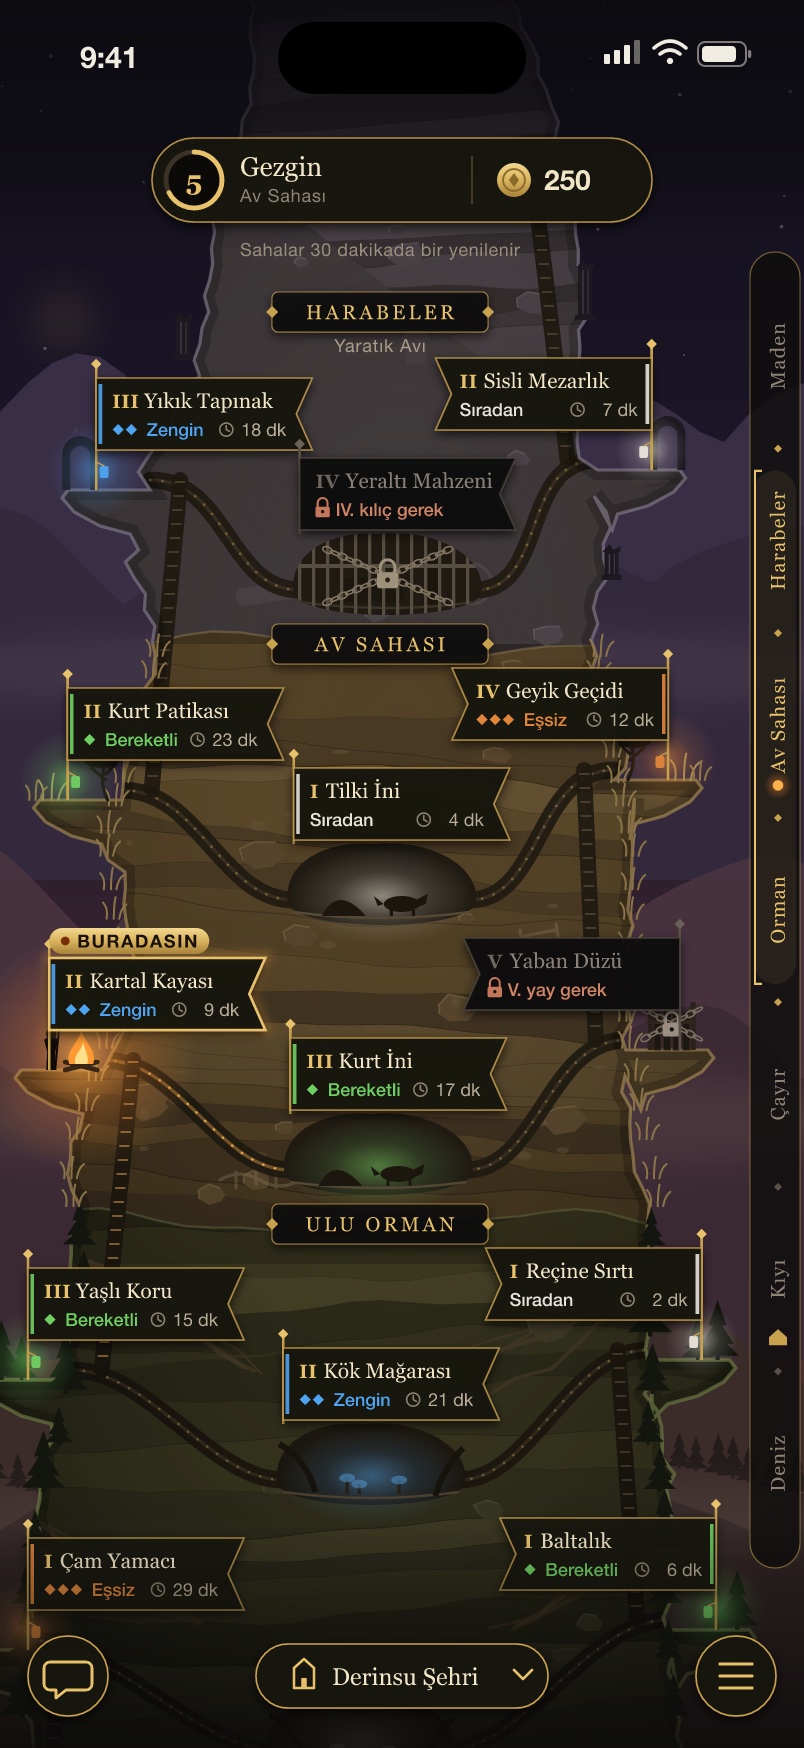 9:41
5
Gezgin
Av Sahası
250
Sahalar 30 dakikada bir yenilenir
HARABELER
Yaratık Avı
II Sisli Mezarlık
Sıradan 7 dk
III Yıkık Tapınak
Zengin 18 dk
IV Yeraltı Mahzeni
IV. kılıç gerek
AV SAHASI
IV Geyik Geçidi
Eşsiz 12 dk
II Kurt Patikası
Bereketli 23 dk
I Tilki İni
Sıradan 4 dk
BURADASIN
II Kartal Kayası
Zengin 9 dk
V Yaban Düzü
V. yay gerek
III Kurt İni
Bereketli 17 dk
ULU ORMAN
I Reçine Sırtı
Sıradan 2 dk
III Yaşlı Koru
Bereketli 15 dk
II Kök Mağarası
Zengin 21 dk
I Baltalık
Bereketli 6 dk
I Çam Yamacı
Eşsiz 29 dk
Maden
Harabeler
Av Sahası
Orman
Çayır
Kıyı
Deniz
Derinsu Şehri